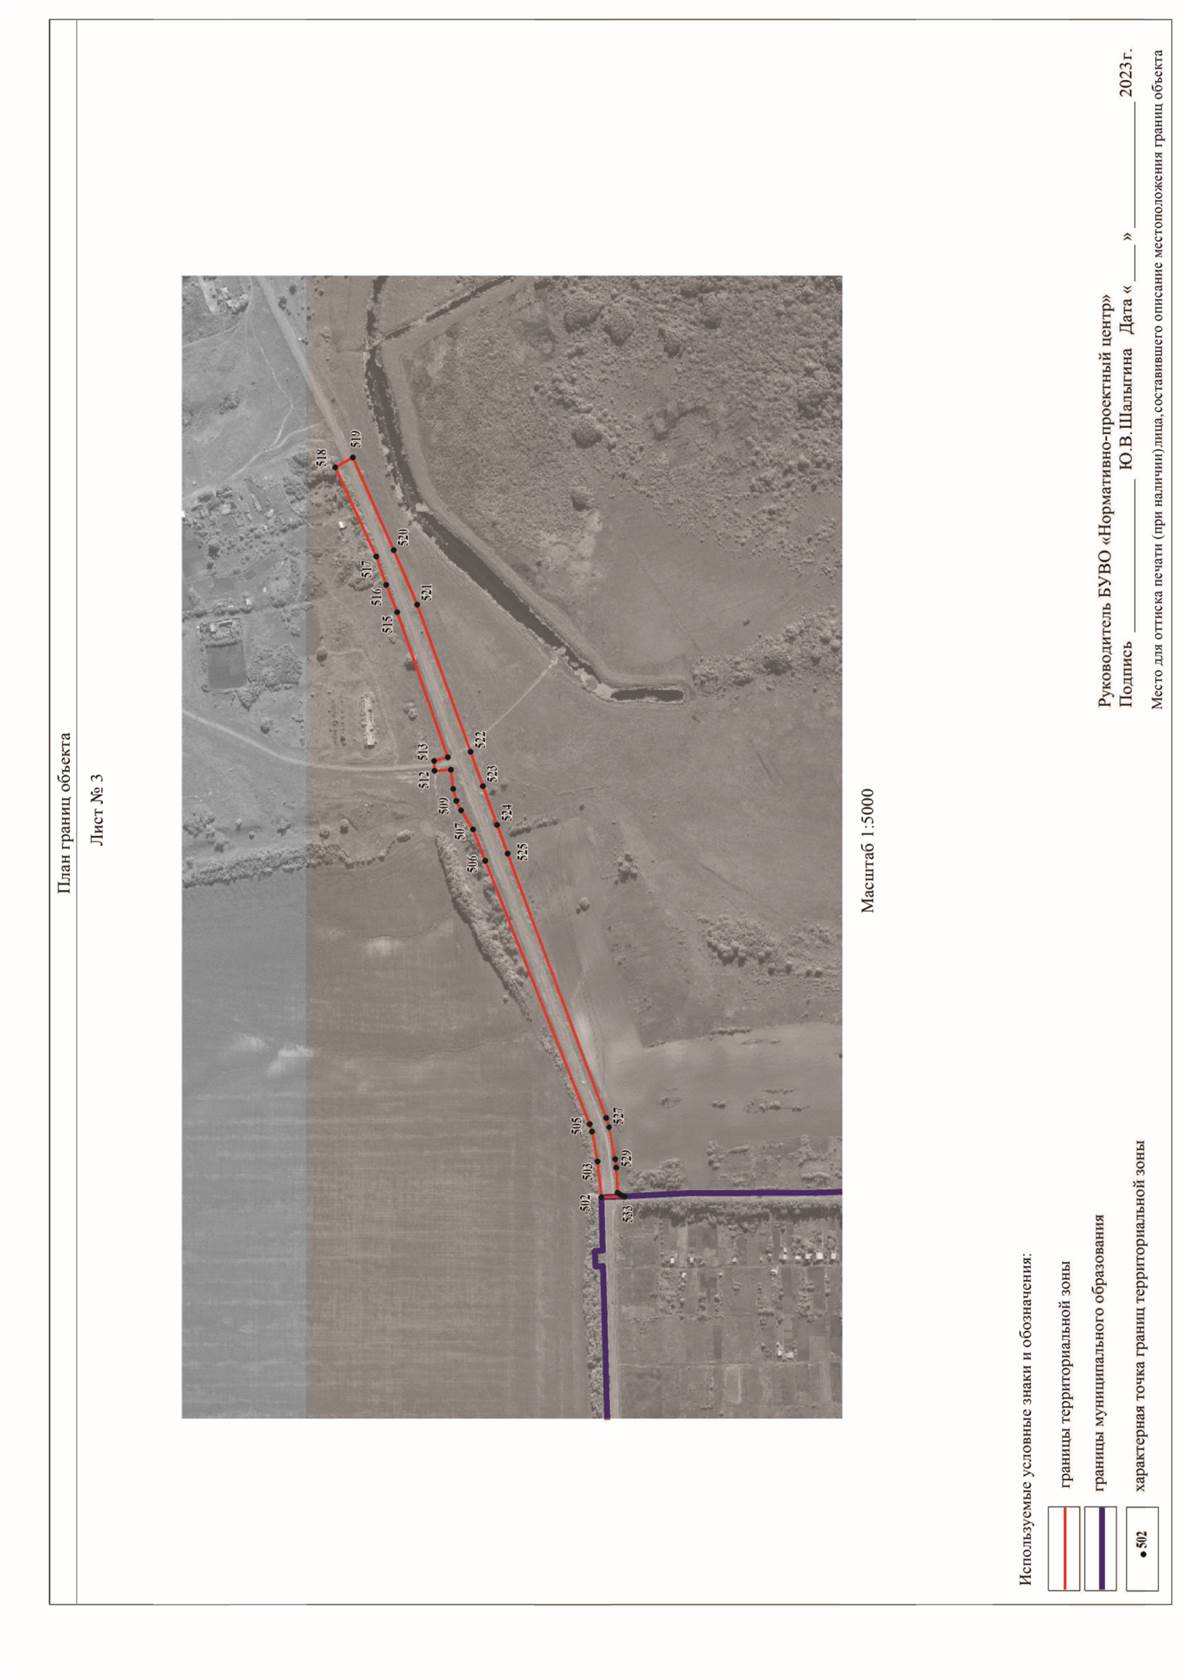 План границ объекта
Лист № 3
518
519
517
520
516
521
515
513
512
522
523
509
507
524
506
525
505
527
503
529
502
533
Масштаб 1:5000
Используемые условные знаки и обозначения:
границы территориальной зоны
границы муниципального образования
502
характерная точка границ территориальной зоны
Руководитель БУВО «Нормативно-проектный центр»
Подпись ____________ Ю.В.Шалыгина Дата «____» ____________ 2023г.
Место для оттиска печати (при наличии)лица,составившего описание местоположения границ объекта